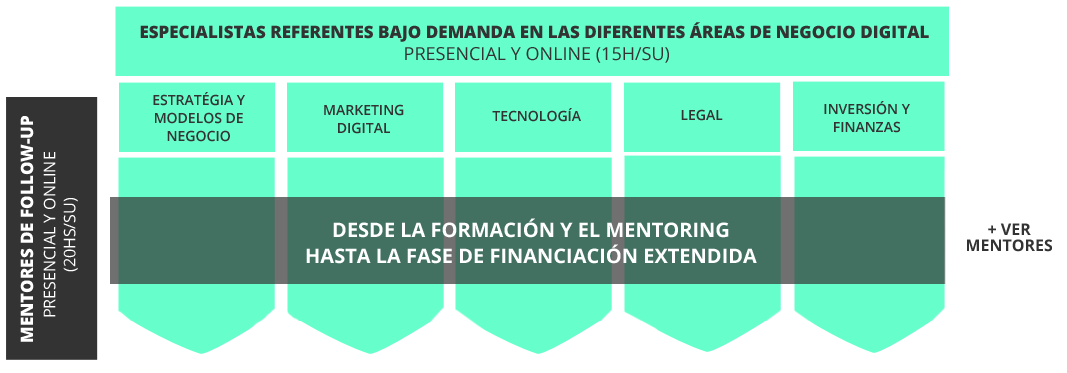 ESPECIALISTAS REFERENTES BAJO DEMANDA EN LAS DIFERENTES ÁREAS DE NEGOCIO DIGITAL
PRESENCIAL Y ONLINE (15H/SU)
MENTORES DE FOLLOW-UP
PRESENCIAL Y ONLINE
(20HS/SU)
ESTRATÉGIA Y
MODELOS DE
NEGOCIO
MARKETING
DIGITAL
TECNOLOGÍA
LEGAL
INVERSIÓN Y
FINANZAS
DESDE LA FORMACIÓN Y EL MENTORING
HASTA LA FASE DE FINANCIACIÓN EXTENDIDA
+ VER
MENTORES